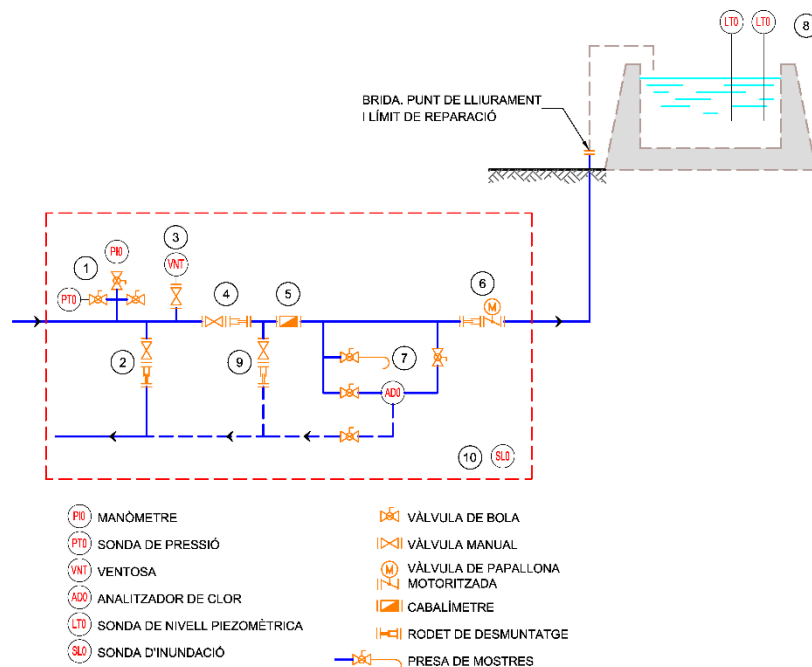 LT0 LT0 8
BRIDA. PUNT DE LLIURAMENT
I LÍMIT DE REPARACIÓ
3
PI0
1
VNT
PT0
4
5
6
M
2
9
7
AD0
10 SL0
PI0 MANÒMETRE
PT0 SONDA DE PRESSIÓ
VNT VENTOSA
AD0 ANALITZADOR DE CLOR
LT0 SONDA DE NIVELL PIEZOMÈTRICA
SL0 SONDA D'INUNDACIÓ
VÀLVULA DE BOLA
VÀLVULA MANUAL
M VÀLVULA DE PAPALLONA
MOTORITZADA
CABALÍMETRE
RODET DE DESMUNTATGE
PRESA DE MOSTRES